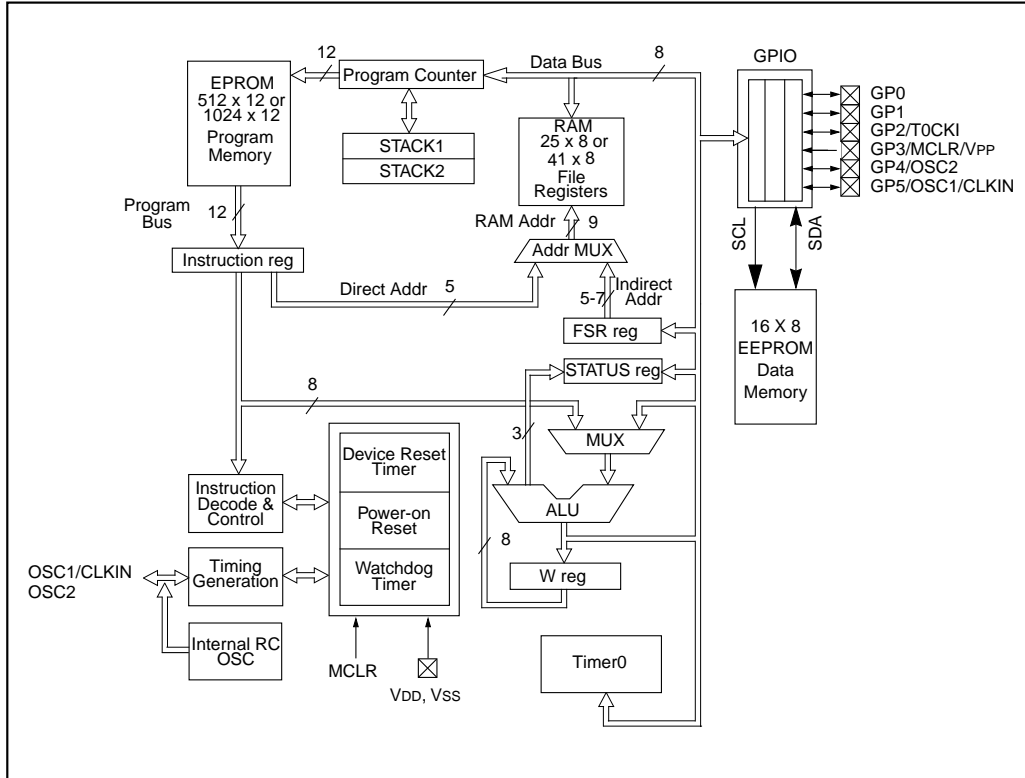 12
Data Bus
8
GPIO
EPROM
512 x 12 or
1024 x 12
Program
Memory
Program Counter
STACK1
STACK2
RAM
25 x 8 or
41 x 8
File
Registers
GP0
GP1
GP2/T0CKI
GP3/MCLR/VPP
GP4/OSC2
GP5/OSC1/CLKIN
Program
Bus
12
RAM Addr
9
SCL
SDA
Instruction reg
Addr MUX
Direct Addr
5
5-7
Indirect
Addr
FSR reg
16 X 8
EEPROM
Data
Memory
STATUS reg
8
3
MUX
Device Reset
Timer
Instruction
Decode &
Control
Power-on
Reset
ALU
8
OSC1/CLKIN
OSC2
Timing
Generation
Watchdog
Timer
W reg
Internal RC
OSC
MCLR
VDD, VSS
Timer0